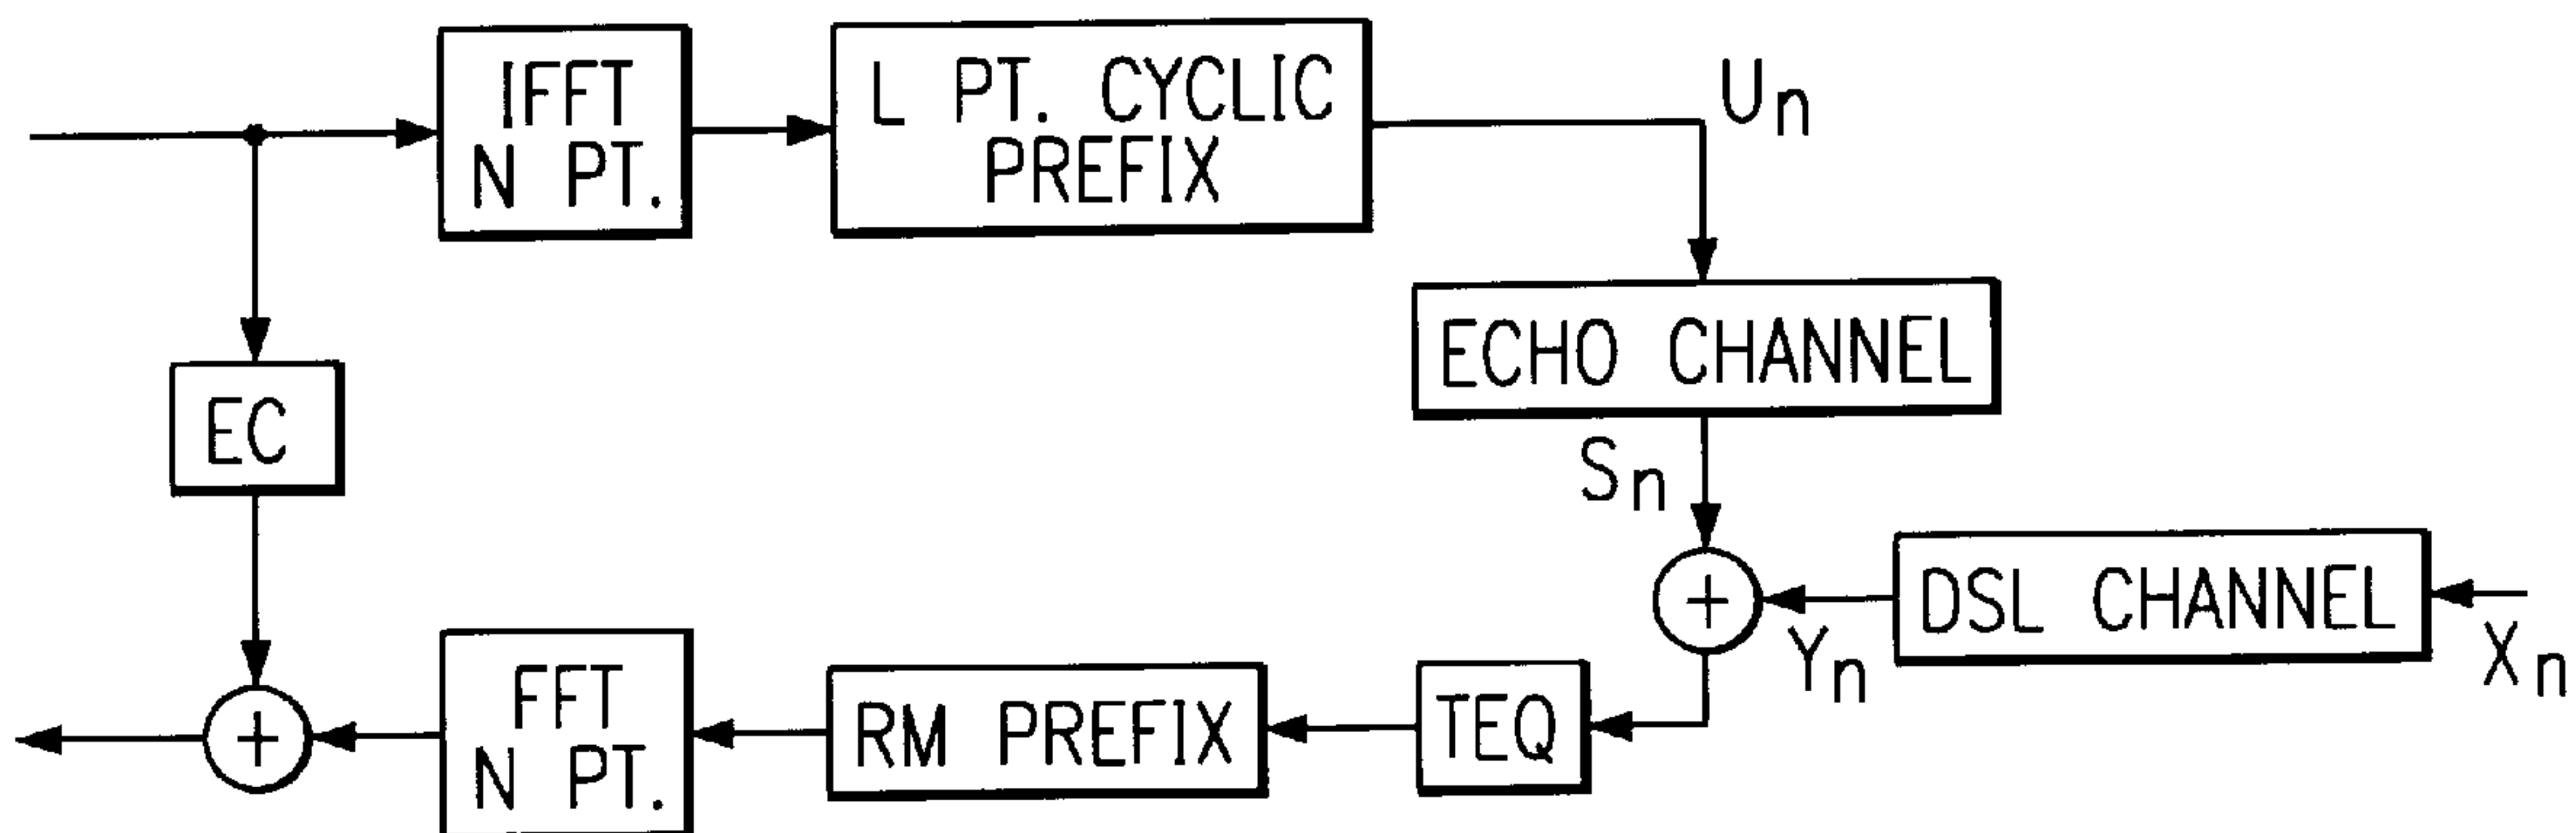 IFFT
N PT.
L PT. CYCLIC
PREFIX
Un
ECHO CHANNEL
EC
Sn
+
DSL CHANNEL
Xn
Yn
TEQ
RM PREFIX
FFT
N PT.
+